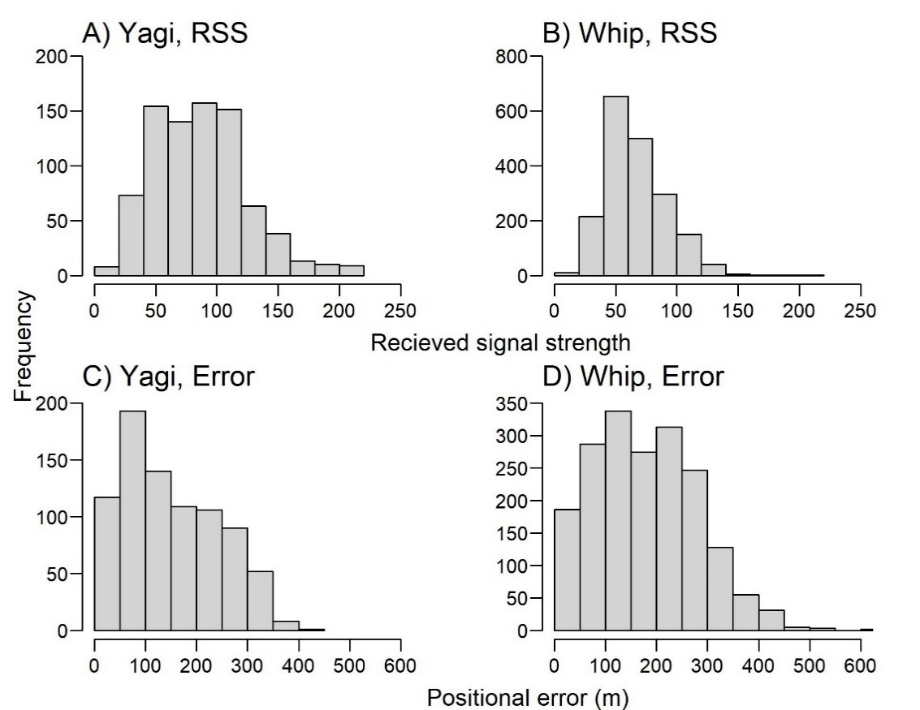 A) Yagi, RSS
B) Whip, RSS
200
150
100
50
0
800
600
400
200
0
0 50 100 150 200 250
0 50 100 150 200 250
Recieved signal strength
Frequency
C) Yagi, Error
D) Whip, Error
200
150
100
50
0
350
300
250
200
150
100
50
0
0 100 200 300 400 500 600
0 100 200 300 400 500 600
Positional error (m)